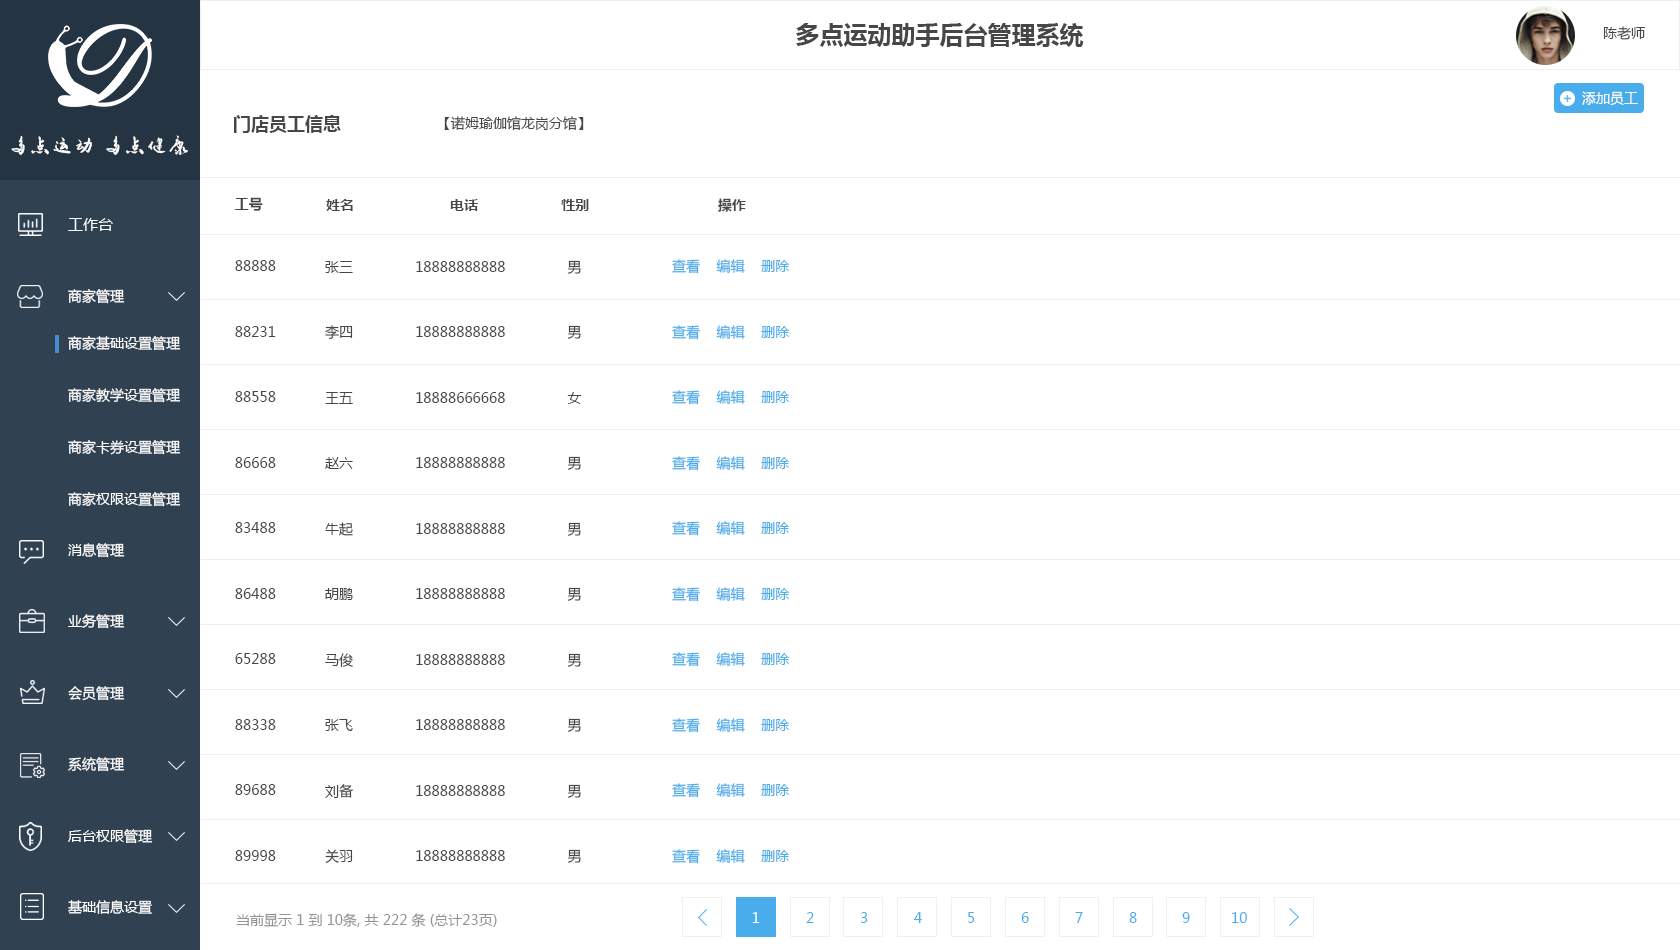 多点运动 多点健康
工作台
商家管理
商家基础设置管理
商家教学设置管理
商家卡券设置管理
商家权限设置管理
消息管理
业务管理
会员管理
系统管理
后台权限管理
基础信息设置
多点运动助手后台管理系统
陈老师
添加员工
门店员工信息 【诺姆瑜伽馆龙岗分馆】
工号 姓名 电话 性别 操作
88888 张三 18888888888 男 查看 编辑 删除
88231 李四 18888888888 男 查看 编辑 删除
88558 王五 18888666668 女 查看 编辑 删除
86668 赵六 18888888888 男 查看 编辑 删除
83488 牛起 18888888888 男 查看 编辑 删除
86488 胡鹏 18888888888 男 查看 编辑 删除
65288 马俊 18888888888 男 查看 编辑 删除
88338 张飞 18888888888 男 查看 编辑 删除
89688 刘备 18888888888 男 查看 编辑 删除
89998 关羽 18888888888 男 查看 编辑 删除
当前显示 1 到 10条, 共 222 条 (总计23页) 1 2 3 4 5 6 7 8 9 10